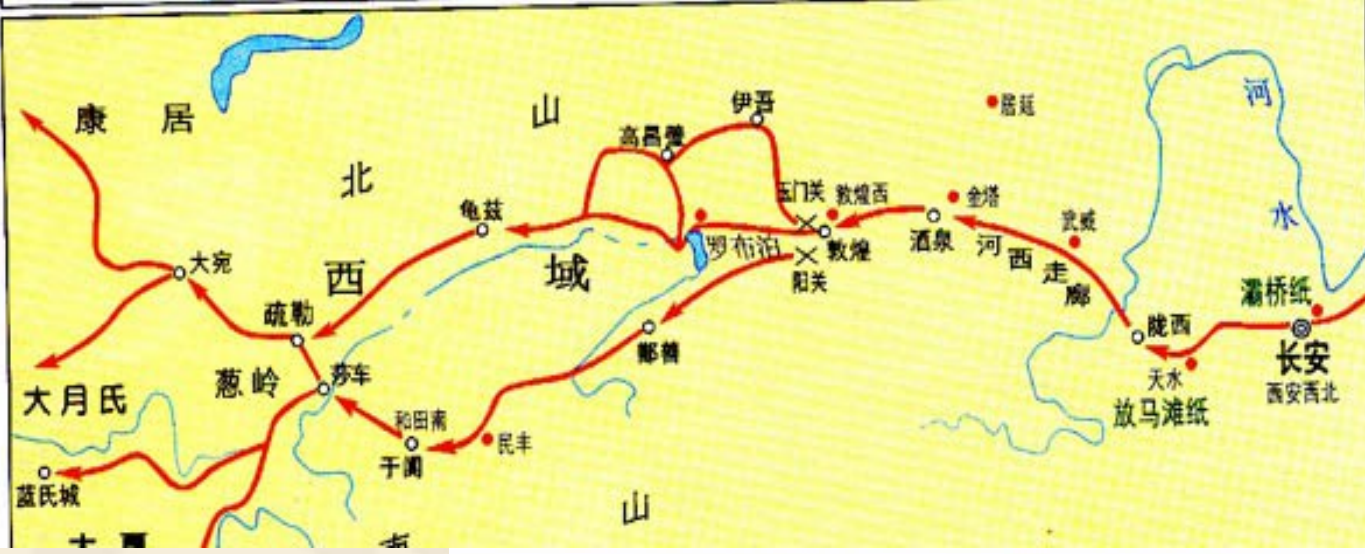 康居
北
山
高昌壁
伊吾
居延
河
水
龟兹
玉门关
敦煌西
金塔
武威
大宛
西
域
罗布泊
敦煌
阳关
酒泉
河西走廊
灞桥纸
疏勒
鄯善
陇西
长安
西安西北
葱岭
莎车
天水
放马滩纸
大月氏
和田南
于阗
民丰
蓝氏城
山
大夏
南